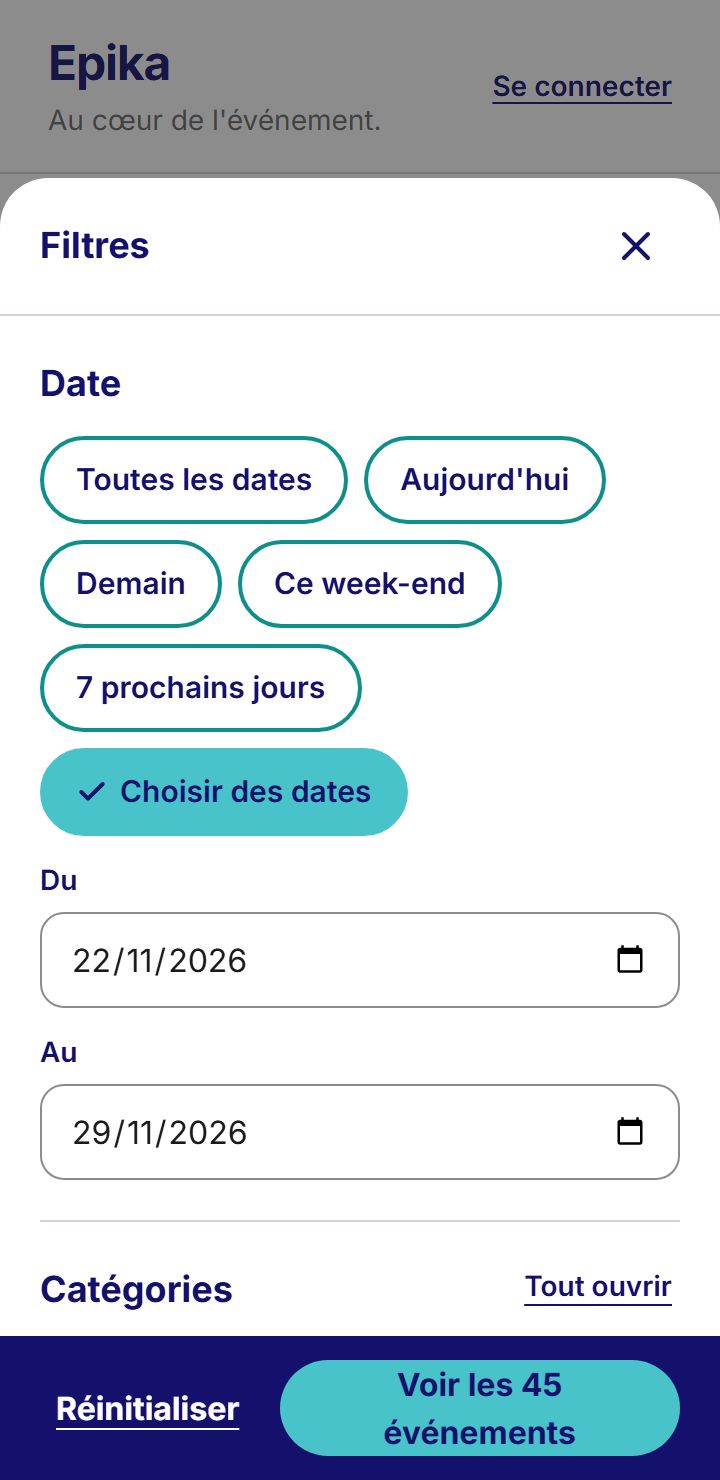 Epika
Se connecter
Au cœur de l'événement.
Filtres
Date
Toutes les dates
Aujourd'hui
Demain
Ce week-end
7 prochains jours
Choisir des dates
Du
22/11/2026
Au
29/11/2026
Catégories
Tout ouvrir
Réinitialiser
Voir les 45
événements